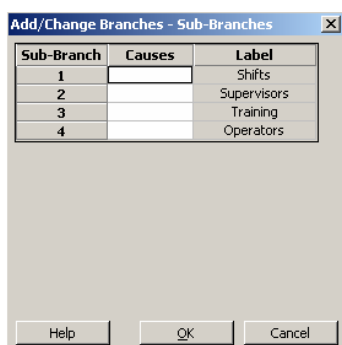 Add/Change Branches - Sub-Branches
Sub-Branch Causes Label
1 Shifts
2 Supervisors
3 Training
4 Operators
Help OK Cancel